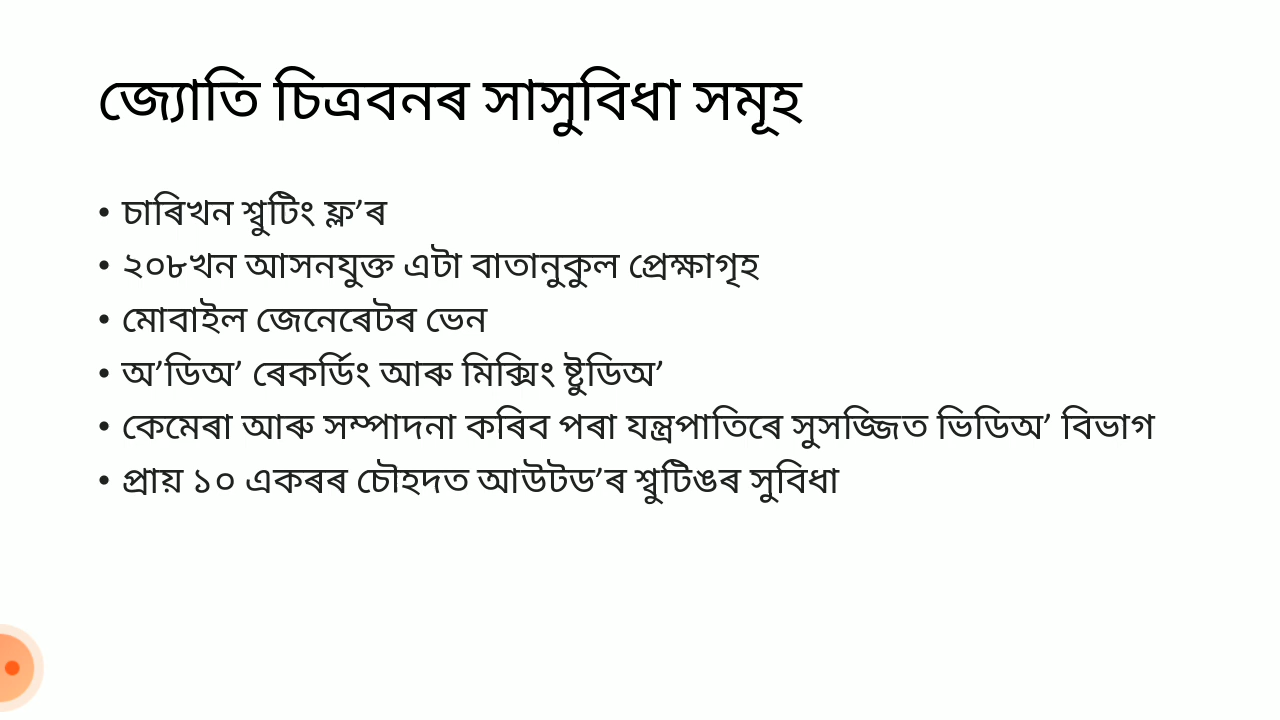 জ্যোতি চিত্ৰবনৰ সাসুবিধা সমূহ
• চাৰিখন শ্বুটিং ফ্ল’ৰ
• ২০৮খন আসনযুক্ত এটা বাতানুকুল প্ৰেক্ষাগৃহ
• মোবাইল জেনেৰেটৰ ভেন
• অ’ডিঅ’ ৰেকৰ্ডিং আৰু মিক্সিং ষ্টুডিঅ’
• কেমেৰা আৰু সম্পাদনা কৰিব পৰা যন্ত্ৰপাতিৰে সুসজ্জিত ভিডিঅ’ বিভাগ
• প্ৰায় ১০ একৰৰ চৌহদত আউটড’ৰ শ্বুটিঙৰ সুবিধা